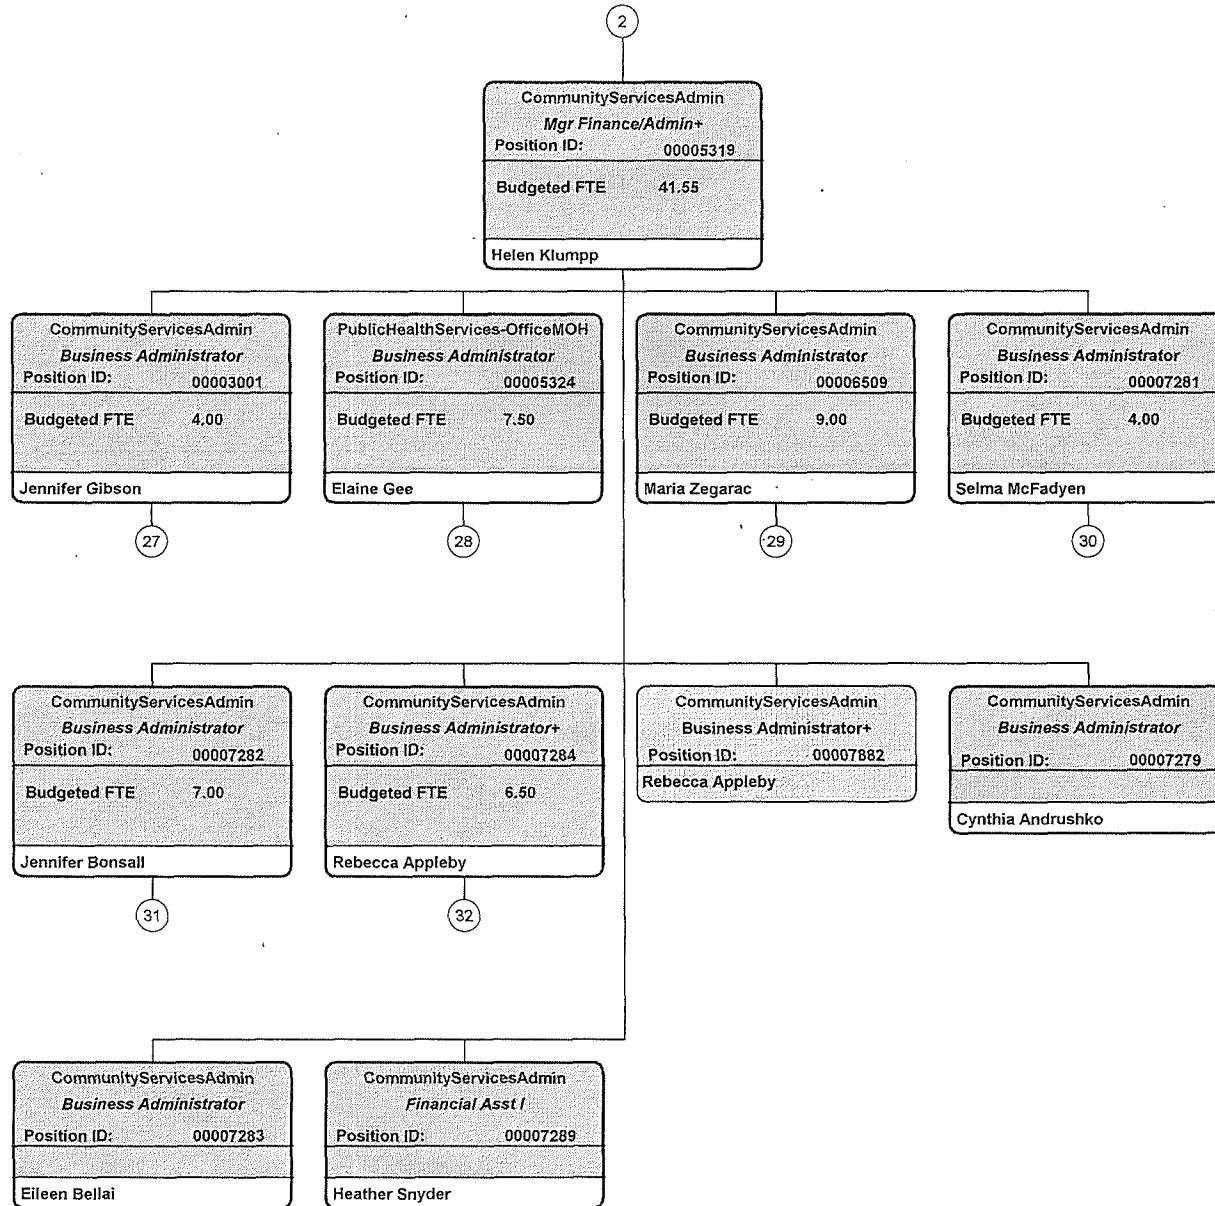 2
CommunityServicesAdmin
Mgr Finance/Admin+
Position ID: 00005319
Budgeted FTE 41.55
Helen Klumpp
CommunityServicesAdmin
Business Administrator
Position ID: 00003001
Budgeted FTE 4.00
Jennifer Gibson
27
PublicHealthServices-OfficeMOH
Business Administrator
Position ID: 00005324
Budgeted FTE 7.50
Elaine Gee
28
CommunityServicesAdmin
Business Administrator
Position ID: 00006509
Budgeted FTE 9.00
Maria Zegarac
29
CommunityServicesAdmin
Business Administrator
Position ID: 00007281
Budgeted FTE 4.00
Selma McFadyen
30
CommunityServicesAdmin
Business Administrator
Position ID: 00007282
Budgeted FTE 7.00
Jennifer Bonsall
31
CommunityServicesAdmin
Business Administrator+
Position ID: 00007284
Budgeted FTE 6.50
Rebecca Appleby
32
CommunityServicesAdmin
Business Administrator+
Position ID: 00007882
Rebecca Appleby
CommunityServicesAdmin
Business Administrator
Position ID: 00007279
Cynthia Andrushko
CommunityServicesAdmin
Business Administrator
Position ID: 00007283
Eileen Bellai
CommunityServicesAdmin
Financial Asst I
Position ID: 00007289
Heather Snyder